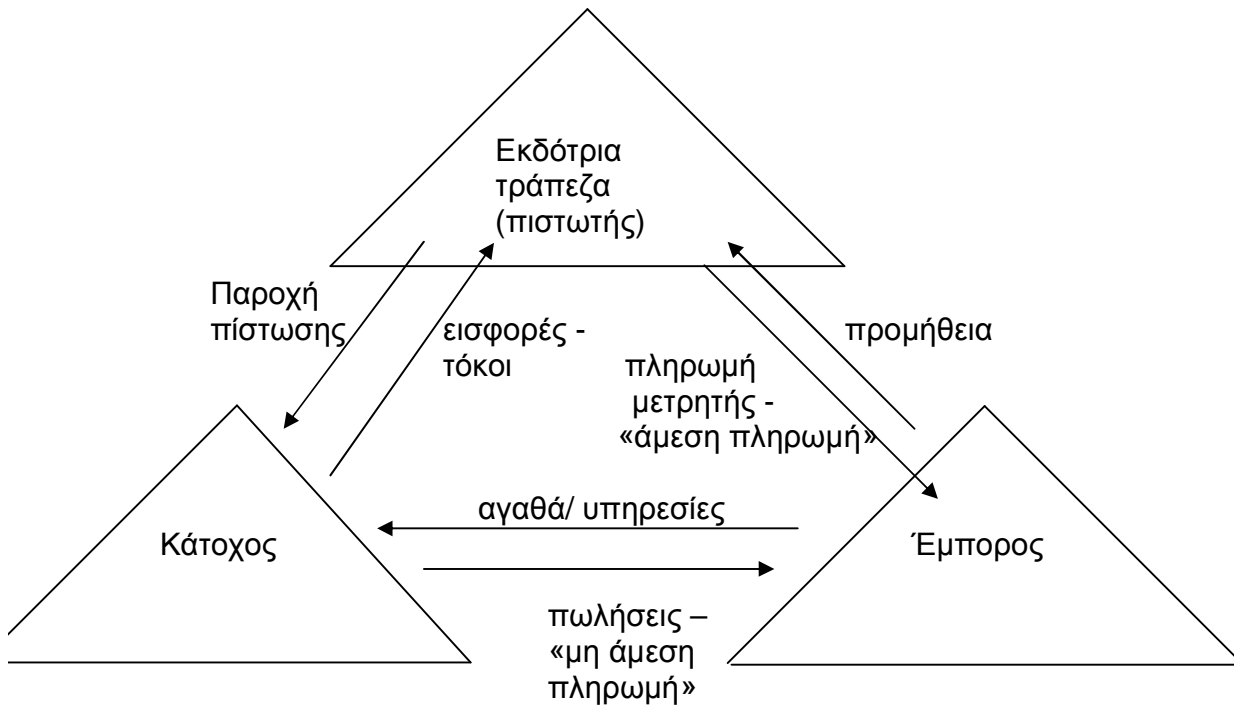 Εκδότρια
τράπεζα
(πιστωτής)
Παροχή
πίστωσης
εισφορές -
τόκοι
πληρωμή
μετρητής -
«άμεση πληρωμή»
προμήθεια
Κάτοχος
αγαθά/ υπηρεσίες
Έμπορος
πωλήσεις –
«μη άμεση
πληρωμή»